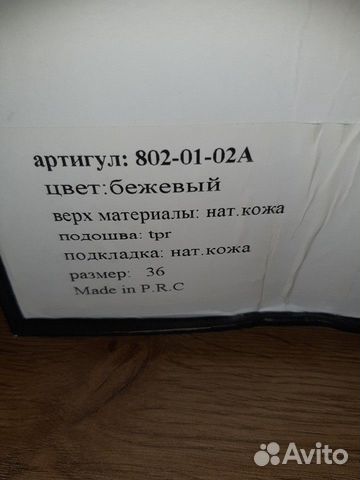 артигул: 802-01-02А
цвет:бежевый
верх материалы: нат.кожа
подошва: tpr
подкладка: нат.кожа
размер: 36
Made in P.R.C
Avito